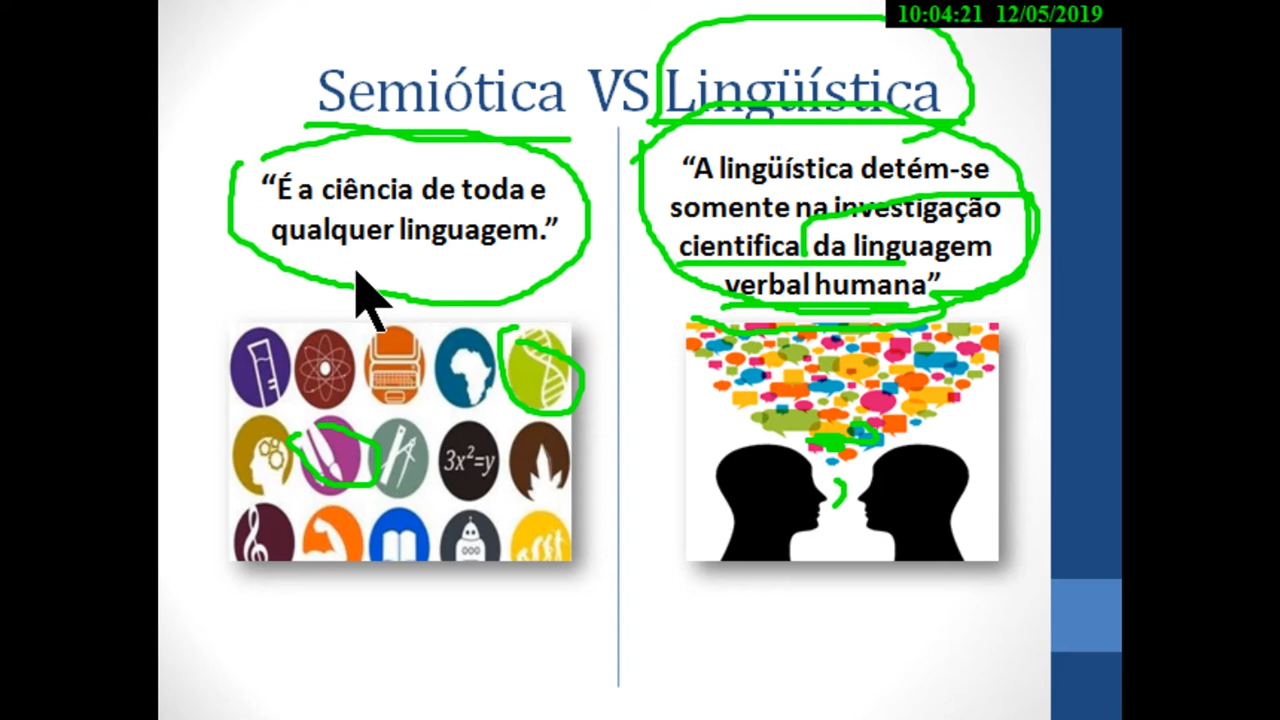 10:04:21 12/05/2019
Semiótica VS Lingüística
“É a ciência de toda e
qualquer linguagem.”
“A lingüística detém-se
somente na investigação
cientifica da linguagem
verbal humana”
3x²=y